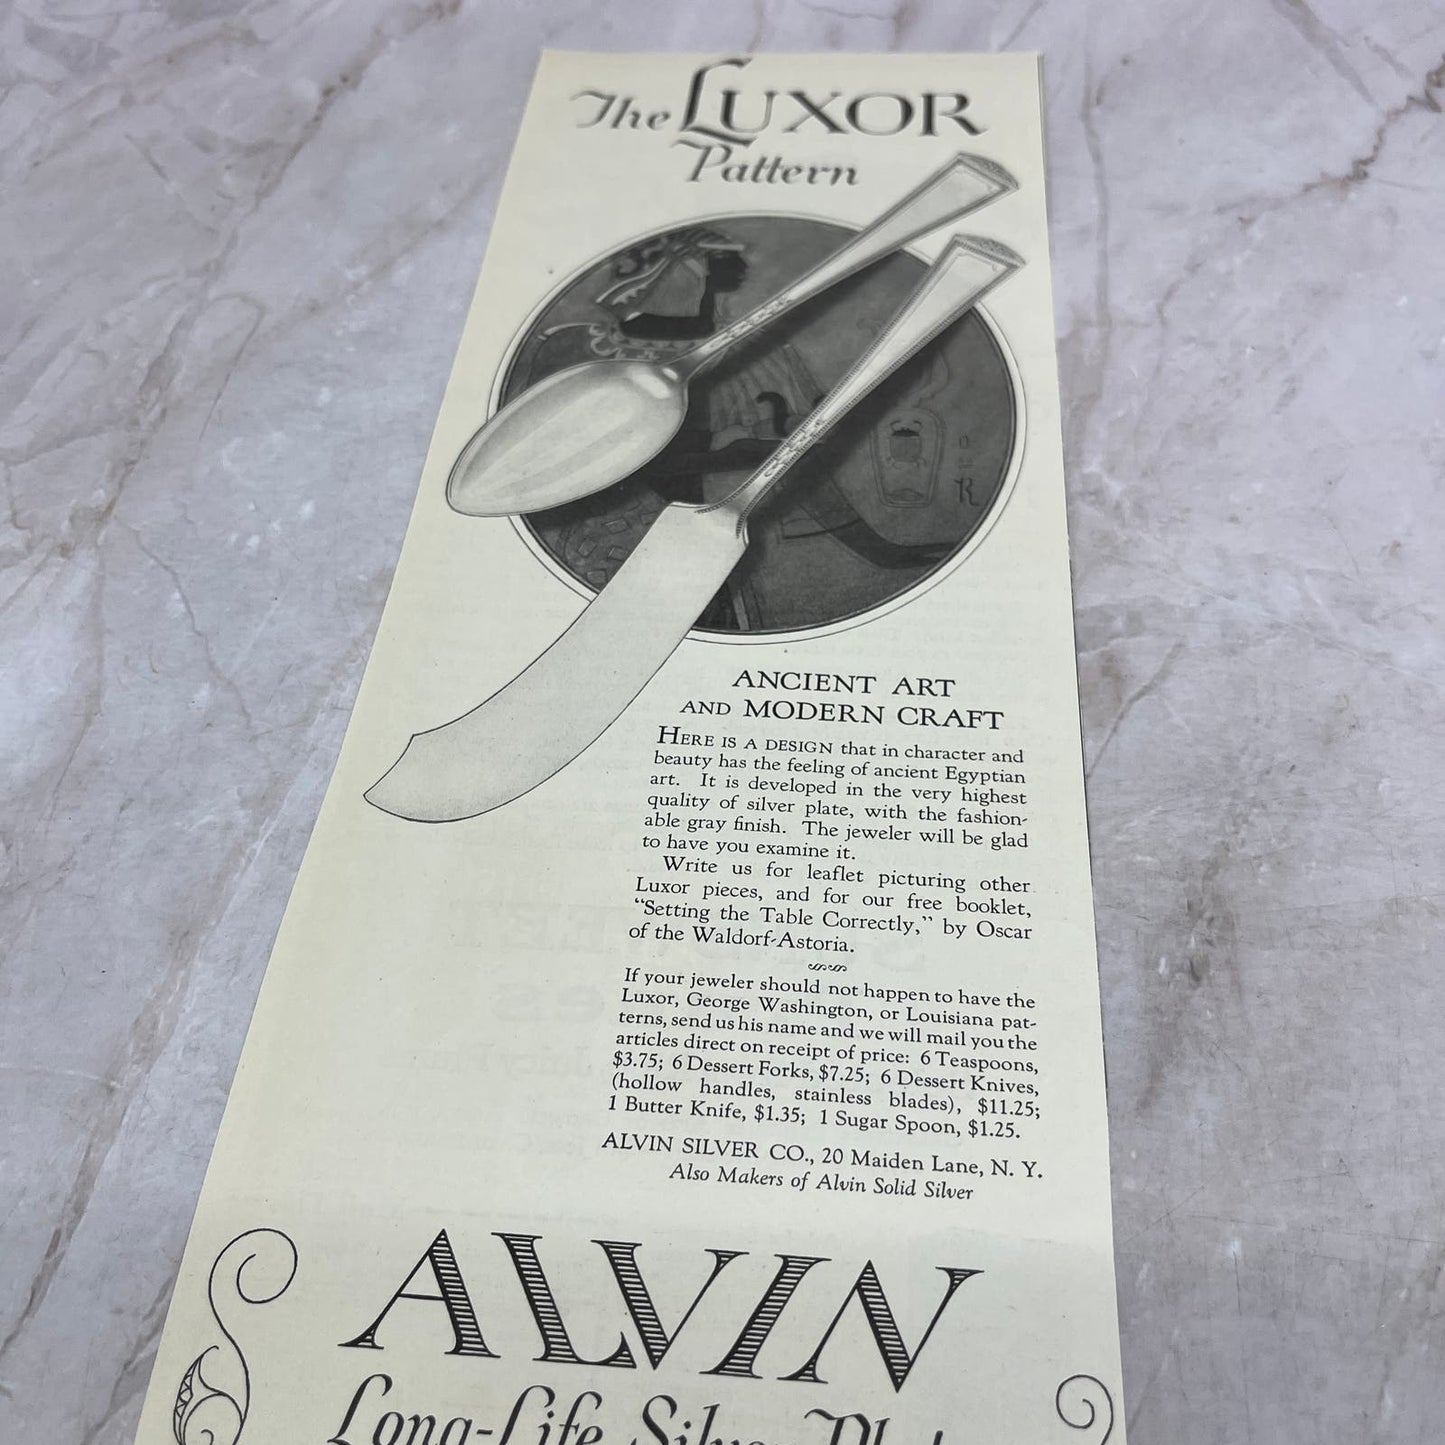 The LUXOR
Pattern
ANCIENT ART
AND MODERN CRAFT
HERE IS A DESIGN that in character and
beauty has the feeling of ancient Egyptian
art. It is developed in the very highest
quality of silver plate, with the fashion-
able gray finish. The jeweler will be glad
to have you examine it.
Write us for leaflet picturing other
Luxor pieces, and for our free booklet,
"Setting the Table Correctly," by Oscar
of the Waldorf-Astoria.
If your jeweler should not happen to have the
Luxor, George Washington, or Louisiana pat-
terns, send us his name and we will mail you the
articles direct on receipt of price: 6 Teaspoons,
$3.75; 6 Dessert Forks, $7.25; 6 Dessert Knives,
(hollow handles, stainless blades), $11.25;
1 Butter Knife, $1.35; 1 Sugar Spoon, $1.25.
ALVIN SILVER CO., 20 Maiden Lane, N. Y.
Also Makers of Alvin Solid Silver
ALVIN
Long-Life Silver